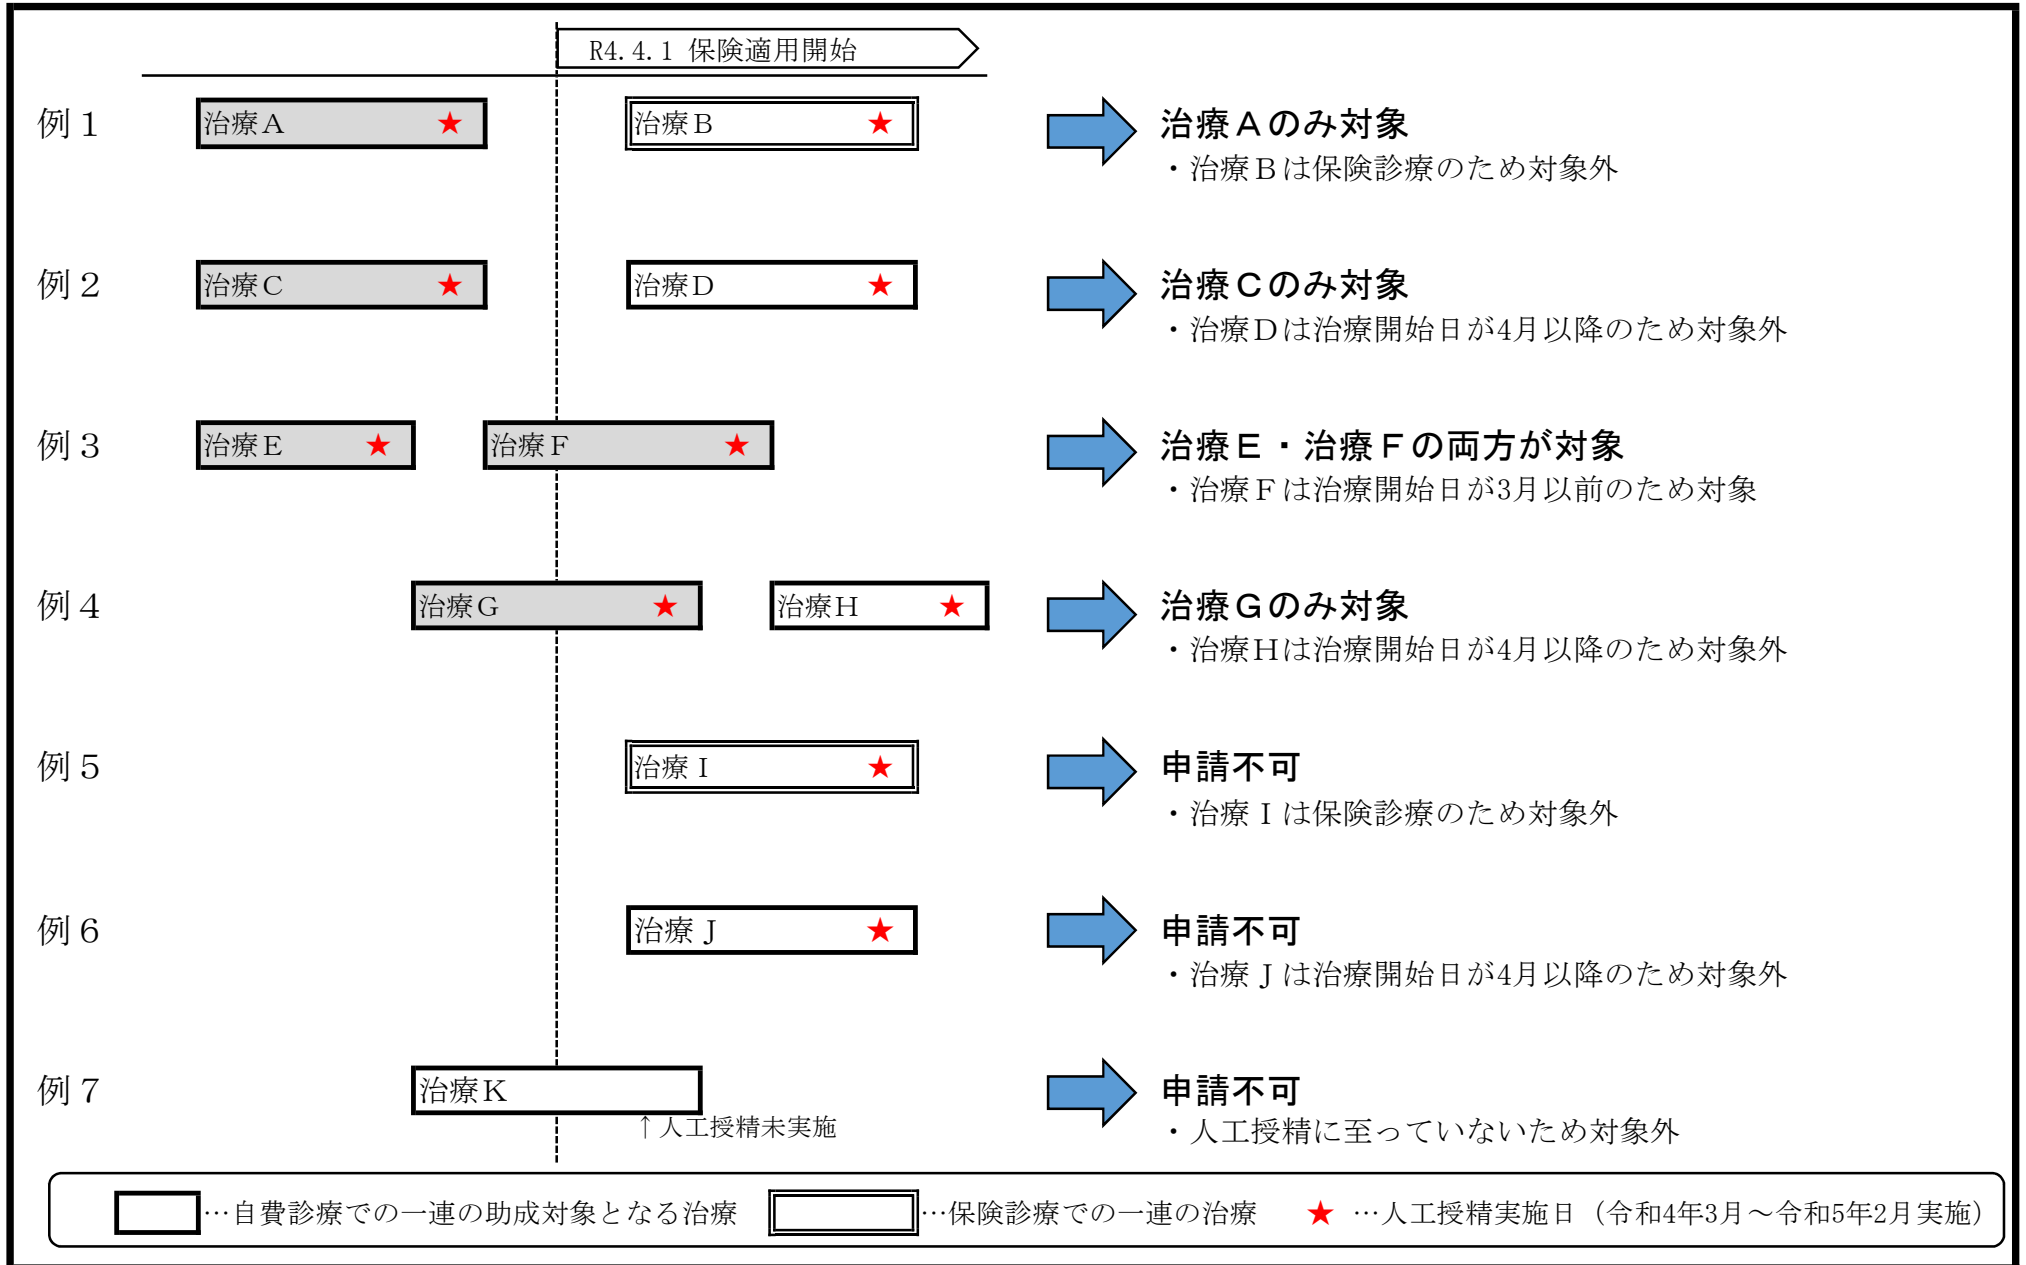 R4.4.1 保険適用開始
例１
治療Ａ ★
治療Ｂ ★
治療Ａのみ対象
・治療Ｂは保険診療のため対象外
例２
治療Ｃ ★
治療Ｄ ★
治療Ｃのみ対象
・治療Ｄは治療開始日が4月以降のため対象外
例３
治療Ｅ ★
治療Ｆ ★
治療Ｅ・治療Ｆの両方が対象
・治療Ｆは治療開始日が3月以前のため対象
例４
治療Ｇ ★
治療Ｈ ★
治療Ｇのみ対象
・治療Ｈは治療開始日が4月以降のため対象外
例５
治療Ｉ ★
申請不可
・治療Ｉは保険診療のため対象外
例６
治療Ｊ ★
申請不可
・治療Ｊは治療開始日が4月以降のため対象外
例７
治療Ｋ
↑人工授精未実施
申請不可
・人工授精に至っていないため対象外
…自費診療での一連の助成対象となる治療 …保険診療での一連の治療 ★ …人工授精実施日（令和4年3月～令和5年2月実施）